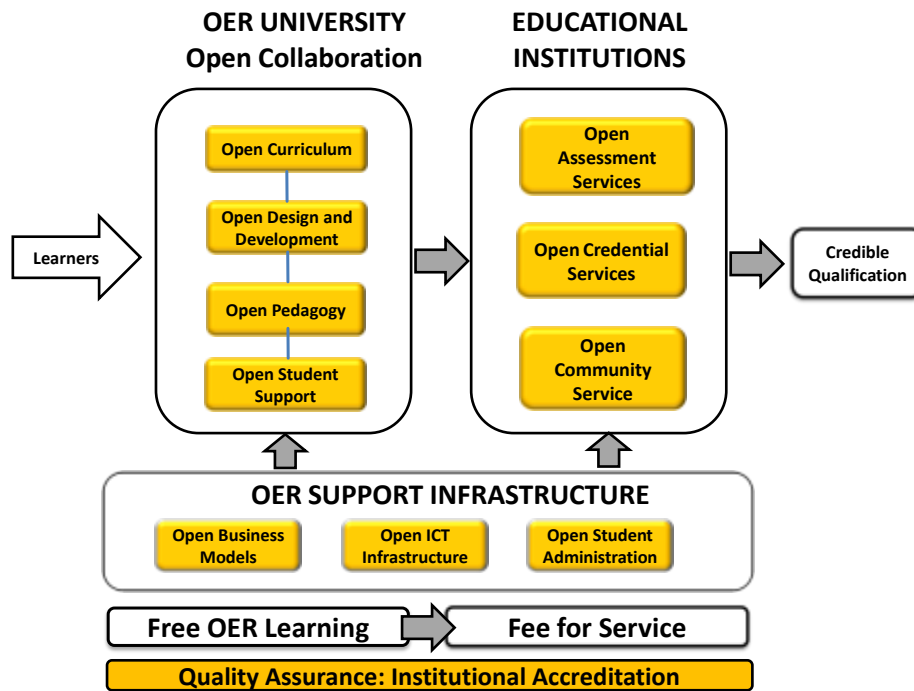 OER UNIVERSITY
Open Collaboration
EDUCATIONAL
INSTITUTIONS
Learners
Open Curriculum
Open Design and
Development
Open Pedagogy
Open Student
Support
Open
Assessment
Services
Open Credential
Services
Open
Community
Service
Credible
Qualification
OER SUPPORT INFRASTRUCTURE
Open Business
Models
Open ICT
Infrastructure
Open Student
Administration
Free OER Learning
Fee for Service
Quality Assurance: Institutional Accreditation